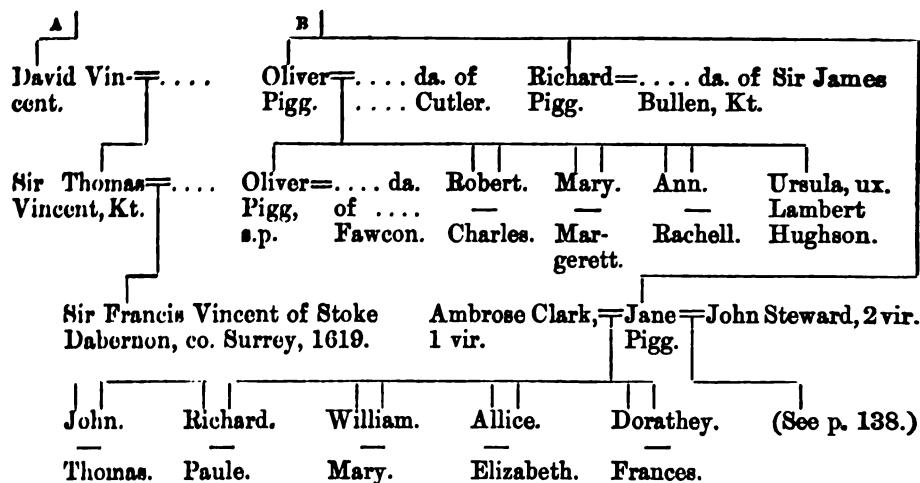 A B
David Vin- .... Oliver .... da. of Richard .... da. of Sir James
cent. Pigg. .... Cutler. Pigg. Bullen, Kt.
Sir Thomas .... Oliver .... da. Robert. Mary. Ann. Ursula, ux.
Vincent, Kt. Pigg, of .... — — — Lambert
s.p. Fawcon. Charles. Mar- Rachell. Hughson.
gerett.
Sir Francis Vincent of Stoke Ambrose Clark, Jane John Steward, 2 vir.
Dabernon, co. Surrey, 1619. 1 vir. Pigg.
John. Richard. William. Allice. Dorathey. (See p. 138.)
— — — — —
Thomas. Paule. Mary. Elizabeth. Frances.